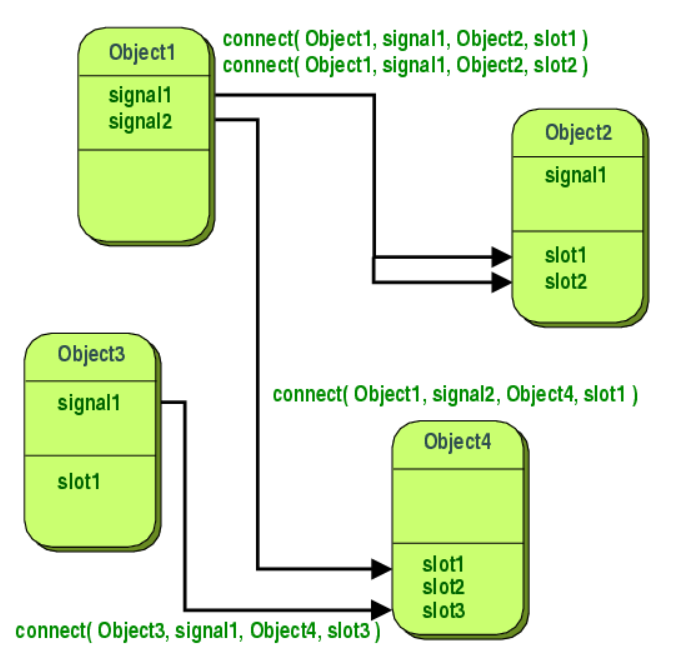 Object1
signal1
signal2
connect( Object1, signal1, Object2, slot1 )
connect( Object1, signal1, Object2, slot2 )
Object2
signal1
slot1
slot2
Object3
signal1
slot1
connect( Object1, signal2, Object4, slot1 )
Object4
slot1
slot2
slot3
connect( Object3, signal1, Object4, slot3 )